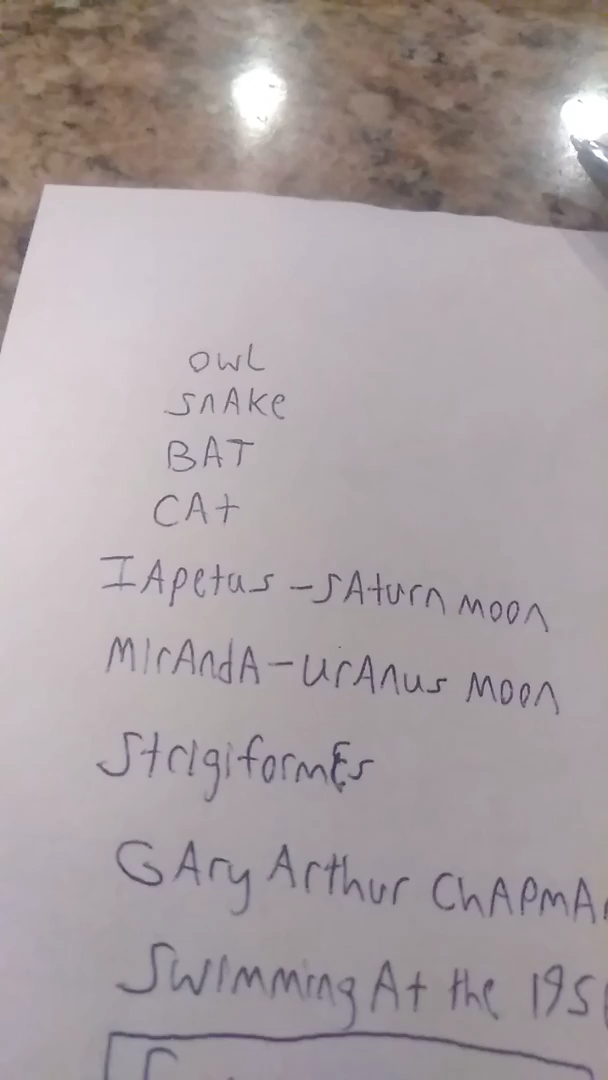 OWL
SNAKe
BAT
CAt
IApetus - SAturn Moon
MIrAndA - UrAnus Moon
StrigiformEs
GAry Arthur ChAPMA
SwImmIng At the 195